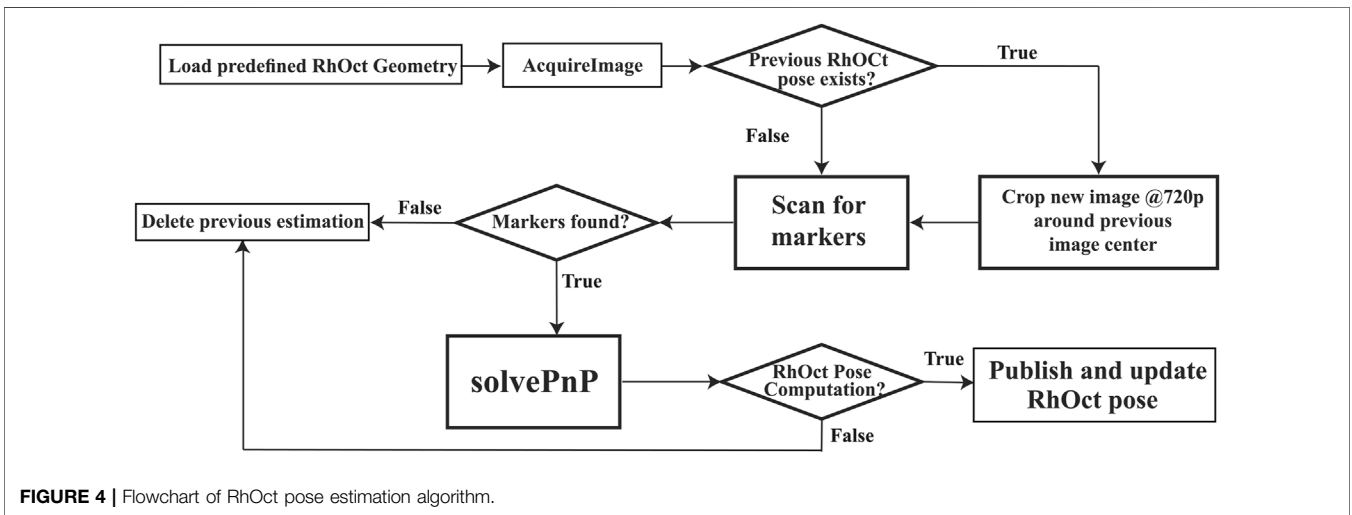 Load predefined RhOct Geometry
AcquireImage
Previous RhOCt
pose exists?
True
False
Crop new image @720p
around previous
image center
Scan for
markers
Markers found?
False
Delete previous estimation
True
solvePnP
RhOct Pose
Computation?
True
Publish and update
RhOct pose
False
FIGURE 4 | Flowchart of RhOct pose estimation algorithm.